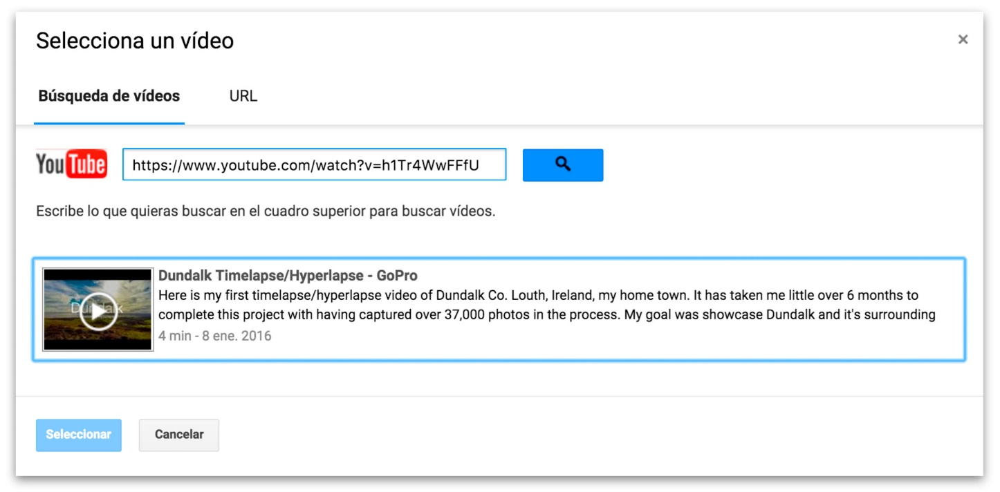 Selecciona un vídeo
×
Búsqueda de vídeos URL
YouTube https://www.youtube.com/watch?v=h1Tr4WwFFfU
Escribe lo que quieras buscar en el cuadro superior para buscar vídeos.
Dundalk
Dundalk Timelapse/Hyperlapse - GoPro
Here is my first timelapse/hyperlapse video of Dundalk Co. Louth, Ireland, my home town. It has taken me little over 6 months to
complete this project with having captured over 37,000 photos in the process. My goal was showcase Dundalk and it's surrounding
4 min - 8 ene. 2016
Seleccionar Cancelar